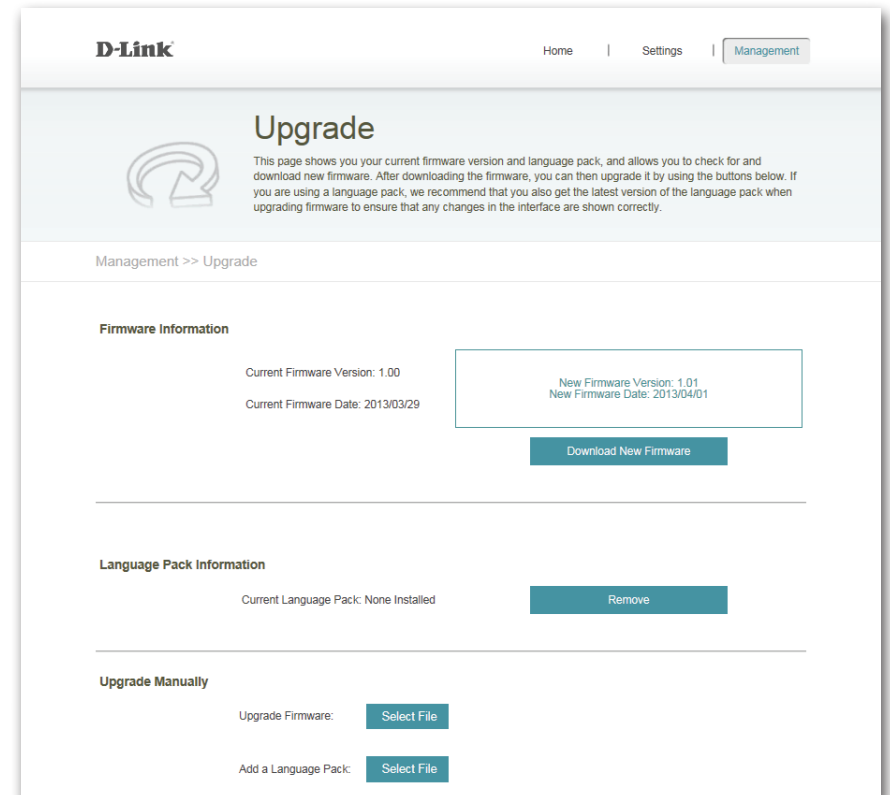 D-Link
Home | Settings | Management
Upgrade
This page shows you your current firmware version and language pack, and allows you to check for and
download new firmware. After downloading the firmware, you can then upgrade it by using the buttons below. If
you are using a language pack, we recommend that you also get the latest version of the language pack when
upgrading firmware to ensure that any changes in the interface are shown correctly.
Management >> Upgrade
Firmware Information
Current Firmware Version: 1.00
Current Firmware Date: 2013/03/29
New Firmware Version: 1.01
New Firmware Date: 2013/04/01
Download New Firmware
Language Pack Information
Current Language Pack: None Installed
Remove
Upgrade Manually
Upgrade Firmware: Select File
Add a Language Pack: Select File